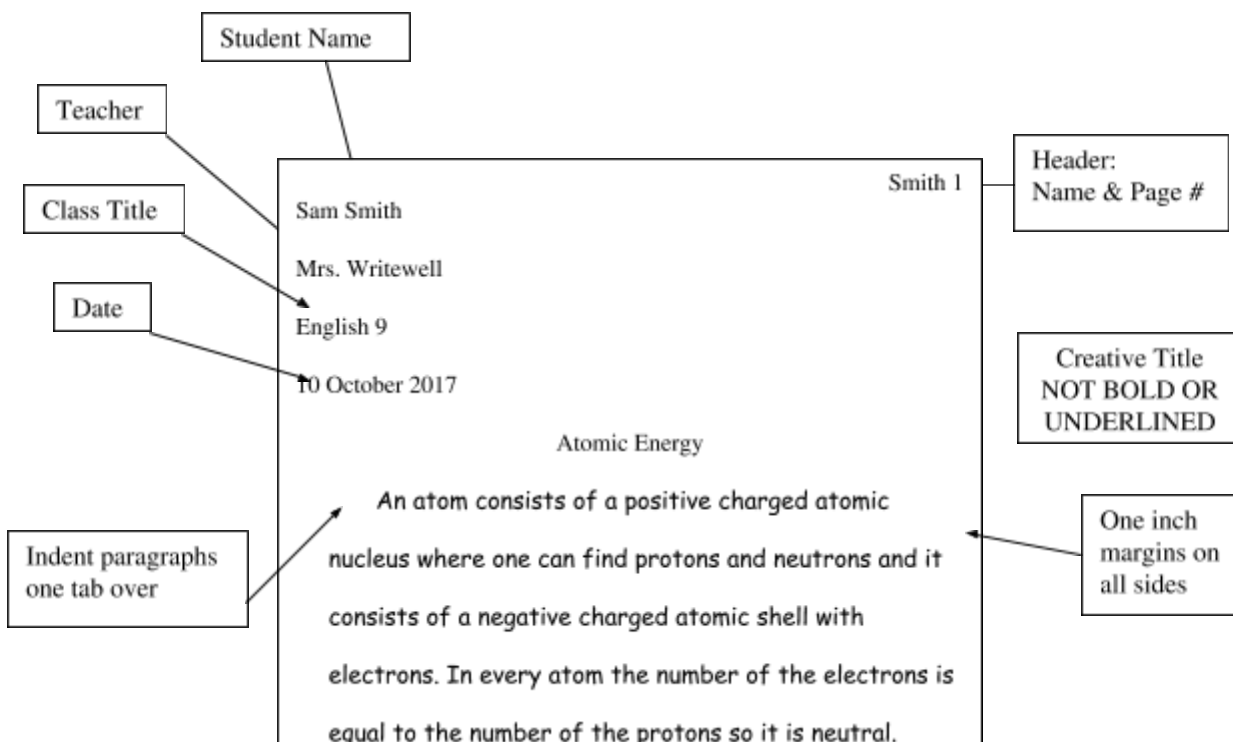 Student Name
Teacher
Class Title
Date
Header:
Name & Page #
Smith 1
Sam Smith
Mrs. Writewell
English 9
10 October 2017
Creative Title
NOT BOLD OR
UNDERLINED
Atomic Energy
An atom consists of a positive charged atomic
nucleus where one can find protons and neutrons and it
consists of a negative charged atomic shell with
electrons. In every atom the number of the electrons is
equal to the number of the protons so it is neutral.
Indent paragraphs
one tab over
One inch
margins on
all sides